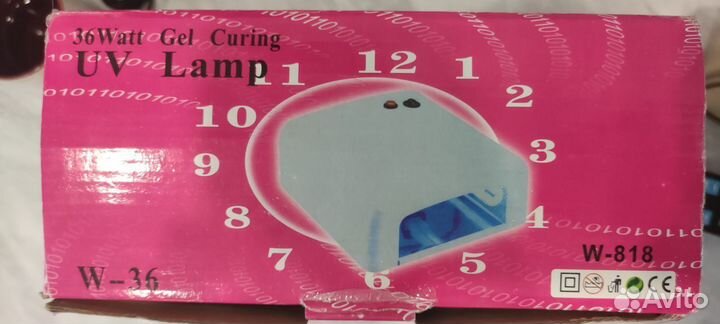 36Watt Gel Curing
UV Lamp
11 12 1
2
10
3
9
4
8
5
7
6
W-818
W--36
CE
Avito